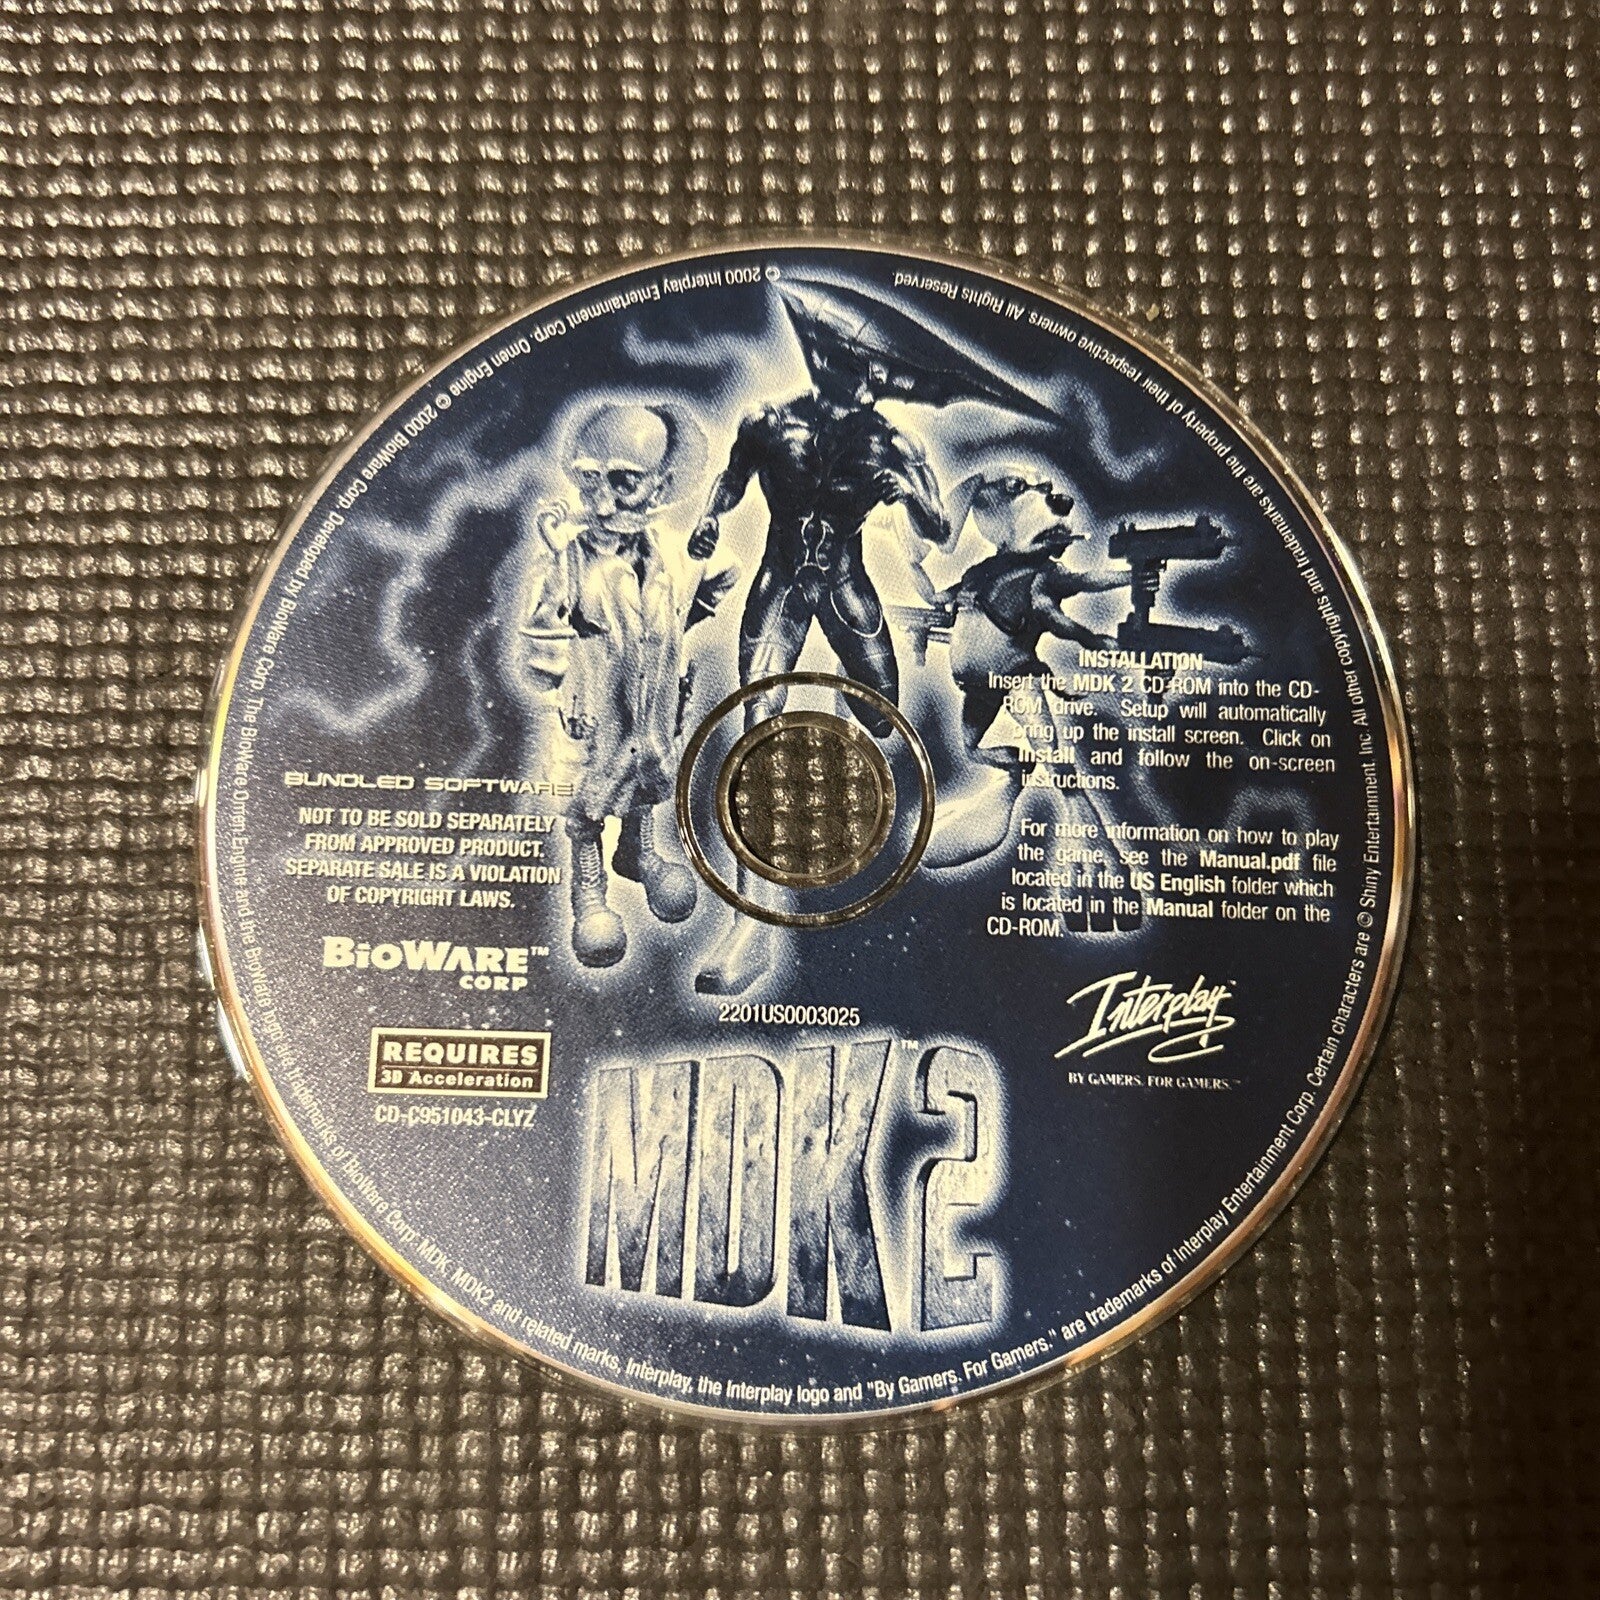 © 2000 Interplay Entertainment Corp. Omen Engine © 2000 BioWare Corp. Developed by BioWare Corp. The BioWare Omen Engine and the BioWare logo are trademarks of BioWare Corp. MDK, MDK2 and related marks, Interplay, the Interplay logo and "By Gamers. For Gamers." are trademarks of Interplay Entertainment Corp. Certain characters are © Shiny Entertainment, Inc. All other copyrights and trademarks are the property of their respective owners. All Rights Reserved.
BUNDLED SOFTWARE
NOT TO BE SOLD SEPARATELY
FROM APPROVED PRODUCT.
SEPARATE SALE IS A VIOLATION
OF COPYRIGHT LAWS.
BIOWARE™
CORP
REQUIRES
3D Acceleration
CD-C951043-CLYZ
INSTALLATION
Insert the MDK 2 CD-ROM into the CD-
ROM drive. Setup will automatically
bring up the install screen. Click on
Install and follow the on-screen
instructions.
For more information on how to play
the game, see the Manual.pdf file
located in the US English folder which
is located in the Manual folder on the
CD-ROM.
Interplay™
BY GAMERS. FOR GAMERS.™
2201US0003025
MDK™2